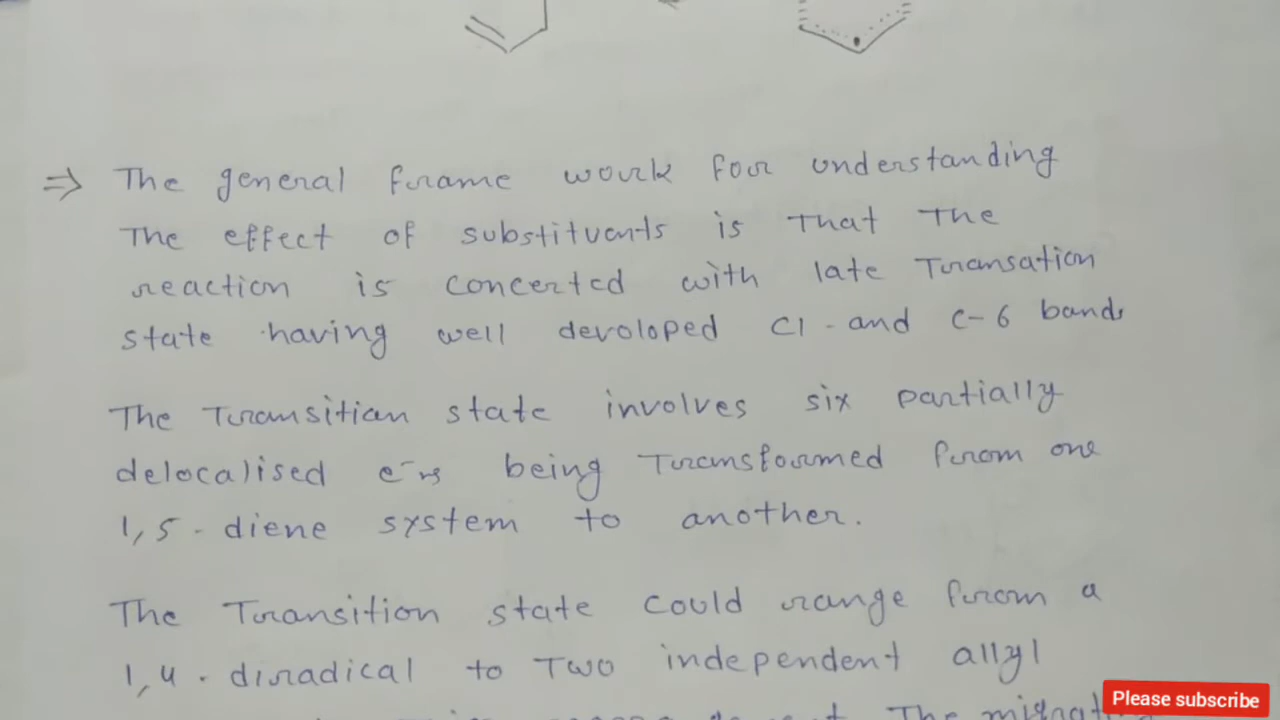 ⇒ The general frame work for understanding
The effect of substituents is That The
reaction is concerted with late Transation
state having well devoloped C1 - and C-6 bands
The Transitian state involves six partially
delocalised e⁻rs being Transformed from one
1,5 - diene system to another.
The Transition state could range from a
1,4 - diradical to Two independent allyl
The
Please subscribe